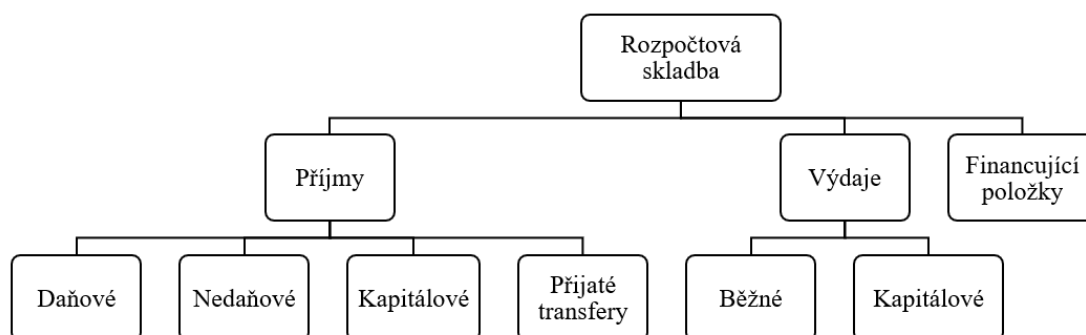 Rozpočtová
skladba
Příjmy
Výdaje
Financující
položky
Daňové
Nedaňové
Kapitálové
Přijaté
transfery
Běžné
Kapitálové